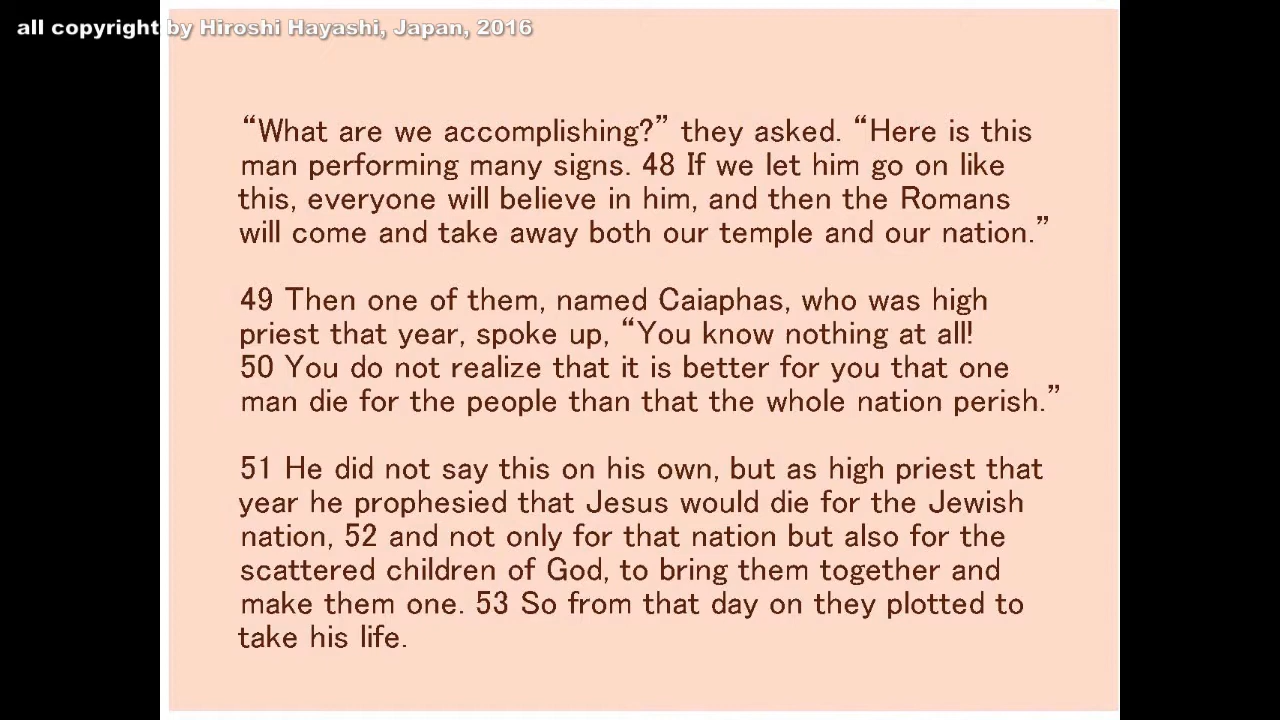 all copyright by Hiroshi Hayashi, Japan, 2016
“What are we accomplishing?” they asked. “Here is this
man performing many signs. 48 If we let him go on like
this, everyone will believe in him, and then the Romans
will come and take away both our temple and our nation.”
49 Then one of them, named Caiaphas, who was high
priest that year, spoke up, “You know nothing at all!
50 You do not realize that it is better for you that one
man die for the people than that the whole nation perish.”
51 He did not say this on his own, but as high priest that
year he prophesied that Jesus would die for the Jewish
nation, 52 and not only for that nation but also for the
scattered children of God, to bring them together and
make them one. 53 So from that day on they plotted to
take his life.